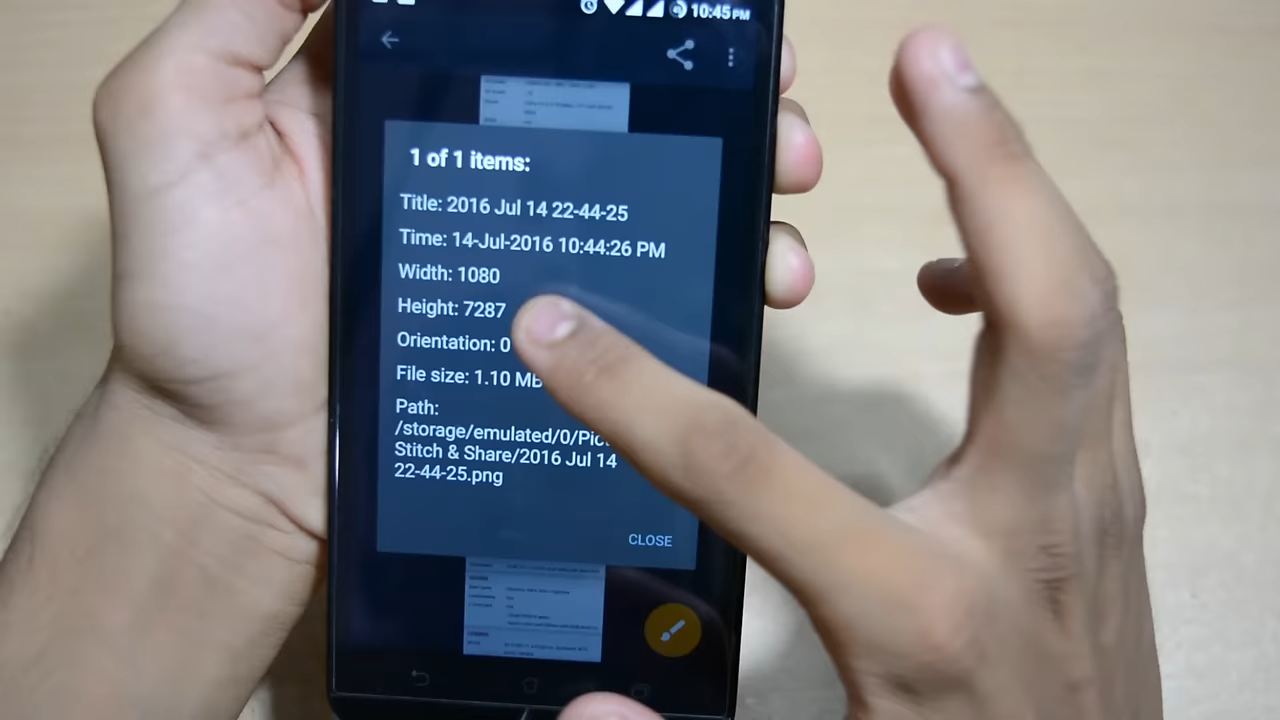 10:45 PM
1 of 1 items:
Title: 2016 Jul 14 22-44-25
Time: 14-Jul-2016 10:44:26 PM
Width: 1080
Height: 7287
Orientation: 0
File size: 1.10 MB
Path:
/storage/emulated/0/Pic
Stitch & Share/2016 Jul 14
22-44-25.png
CLOSE